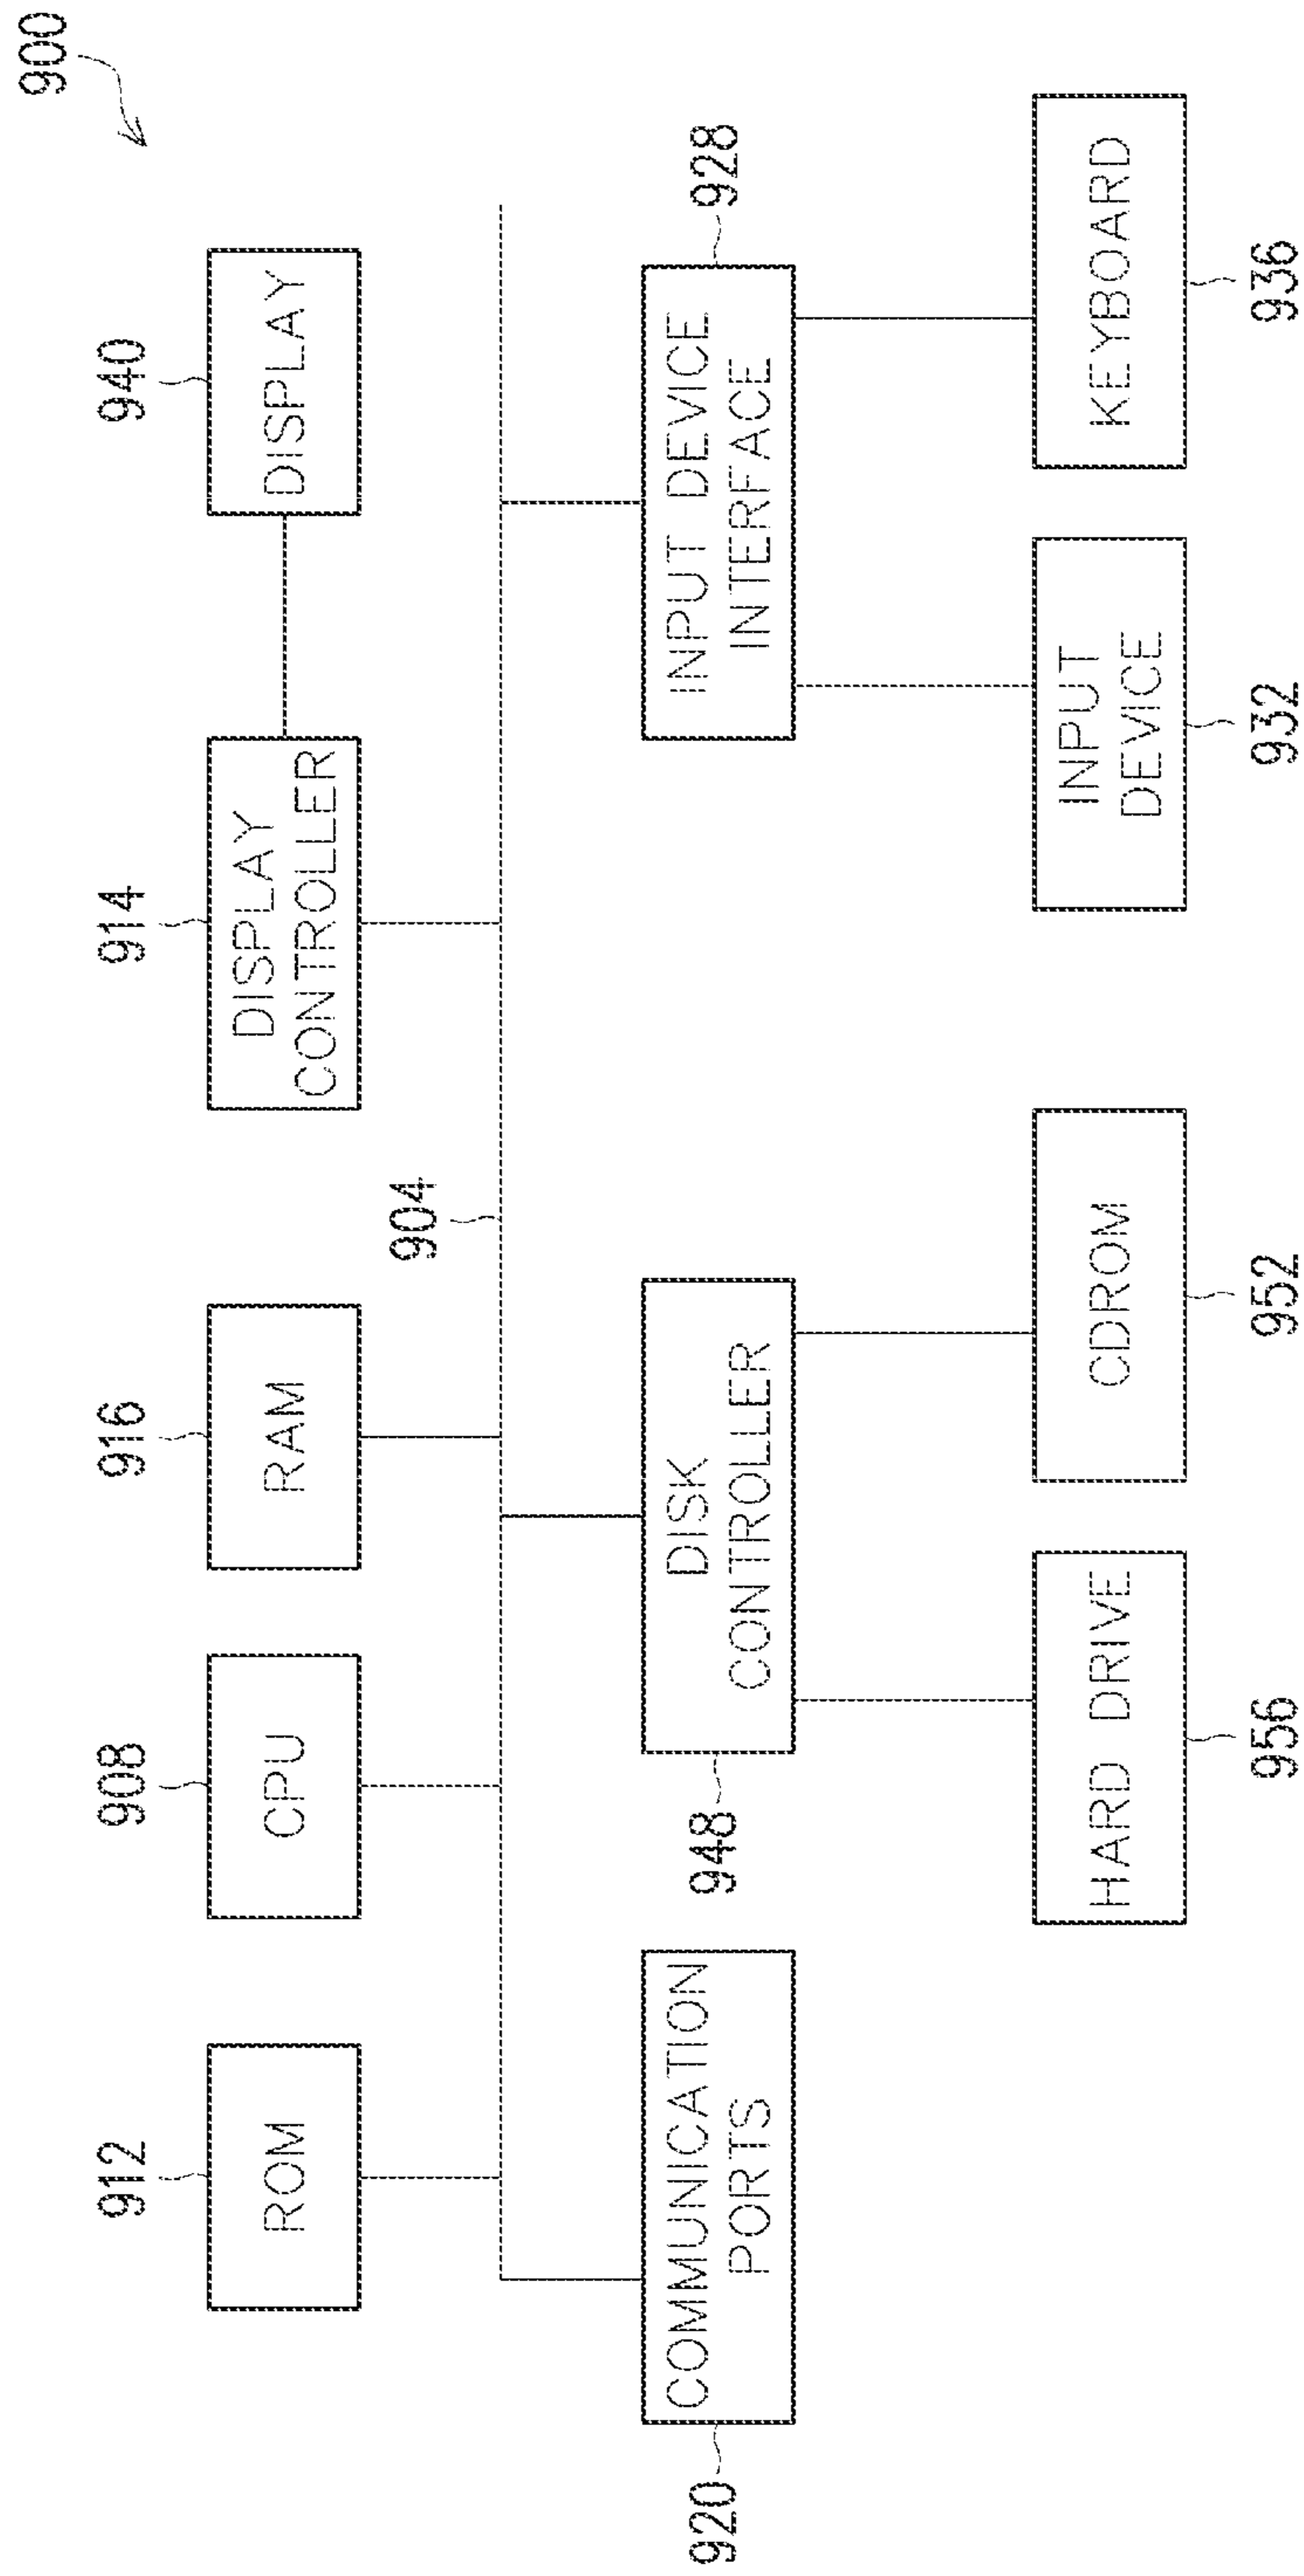 900
912
908
916
914
940
ROM
CPU
RAM
DISPLAY
CONTROLLER
DISPLAY
904
920
COMMUNICATION
PORTS
948
DISK
CONTROLLER
INPUT DEVICE
INTERFACE
928
HARD DRIVE
CDROM
INPUT
DEVICE
KEYBOARD
956
952
932
936